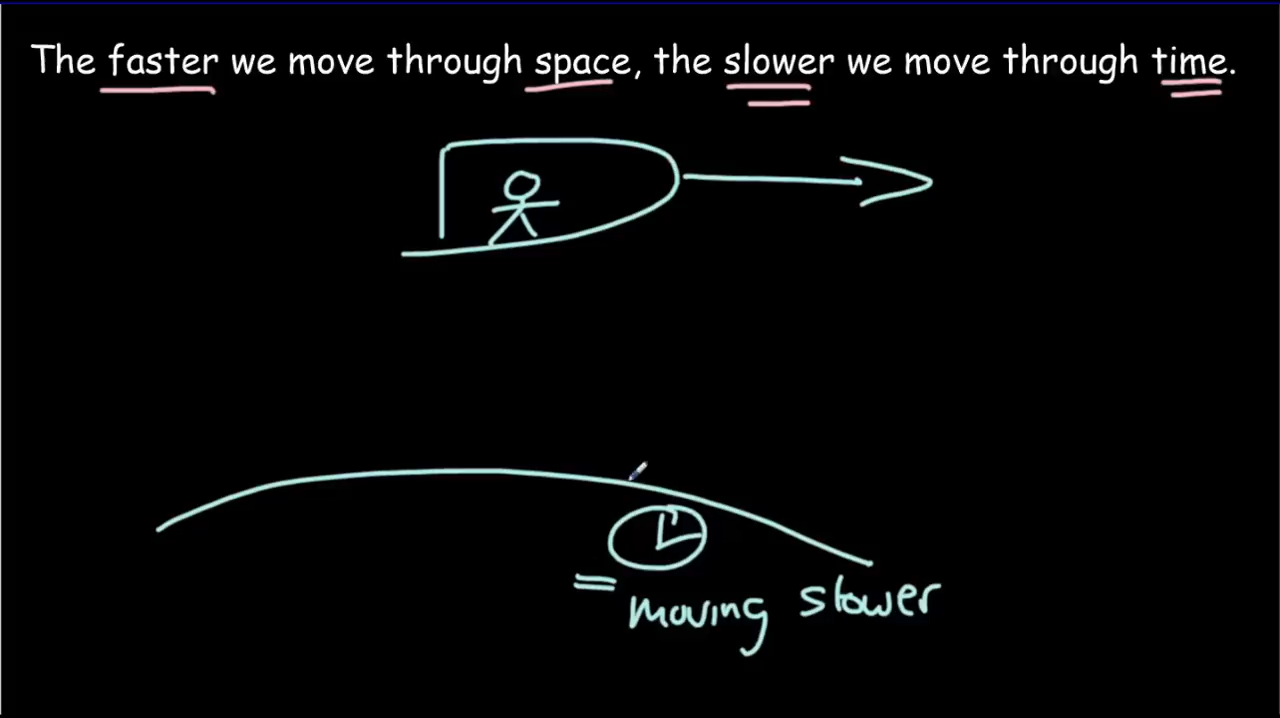 The faster we move through space, the slower we move through time.
= moving slower